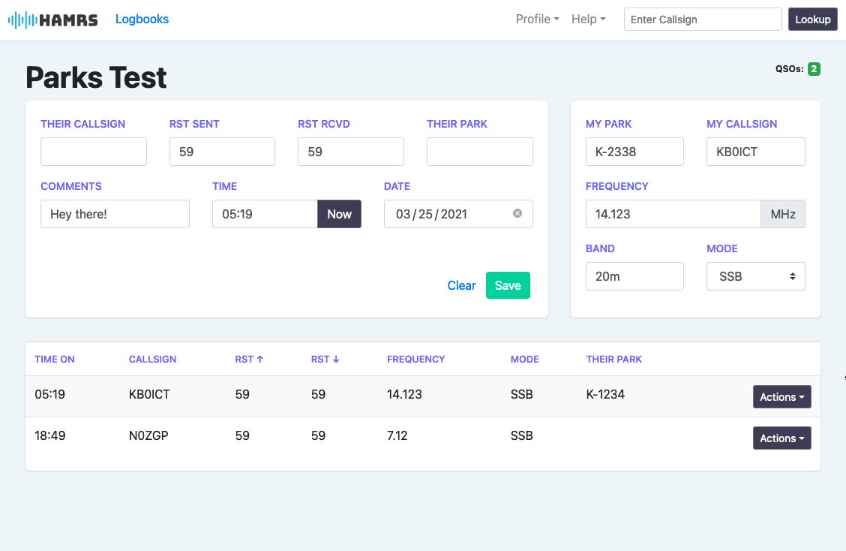 HAMRS Logbooks Profile Help Enter Callsign Lookup
Parks Test QSOs: 2
THEIR CALLSIGN RST SENT RST RCVD THEIR PARK
59 59
COMMENTS TIME DATE
Hey there! 05:19 Now 03/25/2021
Clear Save
MY PARK MY CALLSIGN
K-2338 KB0ICT
FREQUENCY
14.123 MHz
BAND MODE
20m SSB
TIME ON CALLSIGN RST ↑ RST ↓ FREQUENCY MODE THEIR PARK
05:19 KB0ICT 59 59 14.123 SSB K-1234 Actions
18:49 N0ZGP 59 59 7.12 SSB Actions